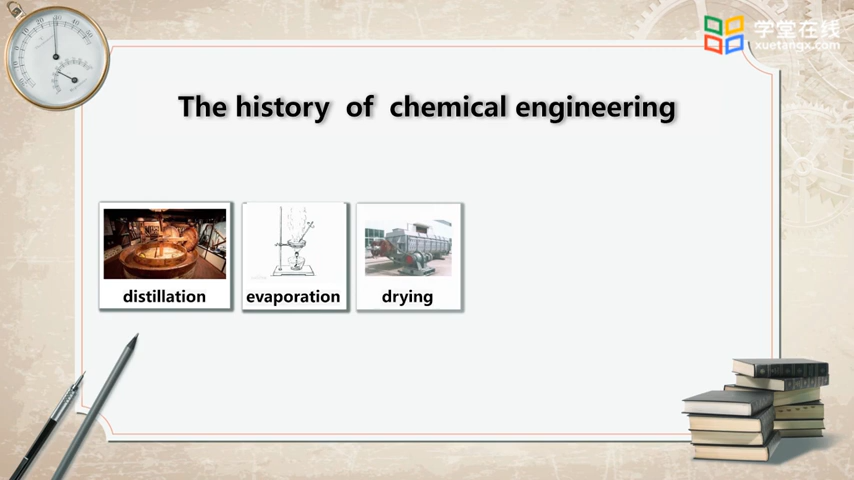 学堂在线
xuetangx.com
The history of chemical engineering
distillation
evaporation
drying